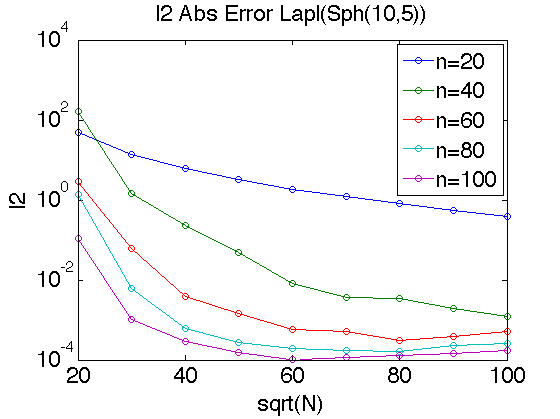 l2 Abs Error Lapl(Sph(10,5))
10^4
10^2
10^0
10^-2
10^-4
l2
n=20
n=40
n=60
n=80
n=100
20 40 60 80 100
sqrt(N)